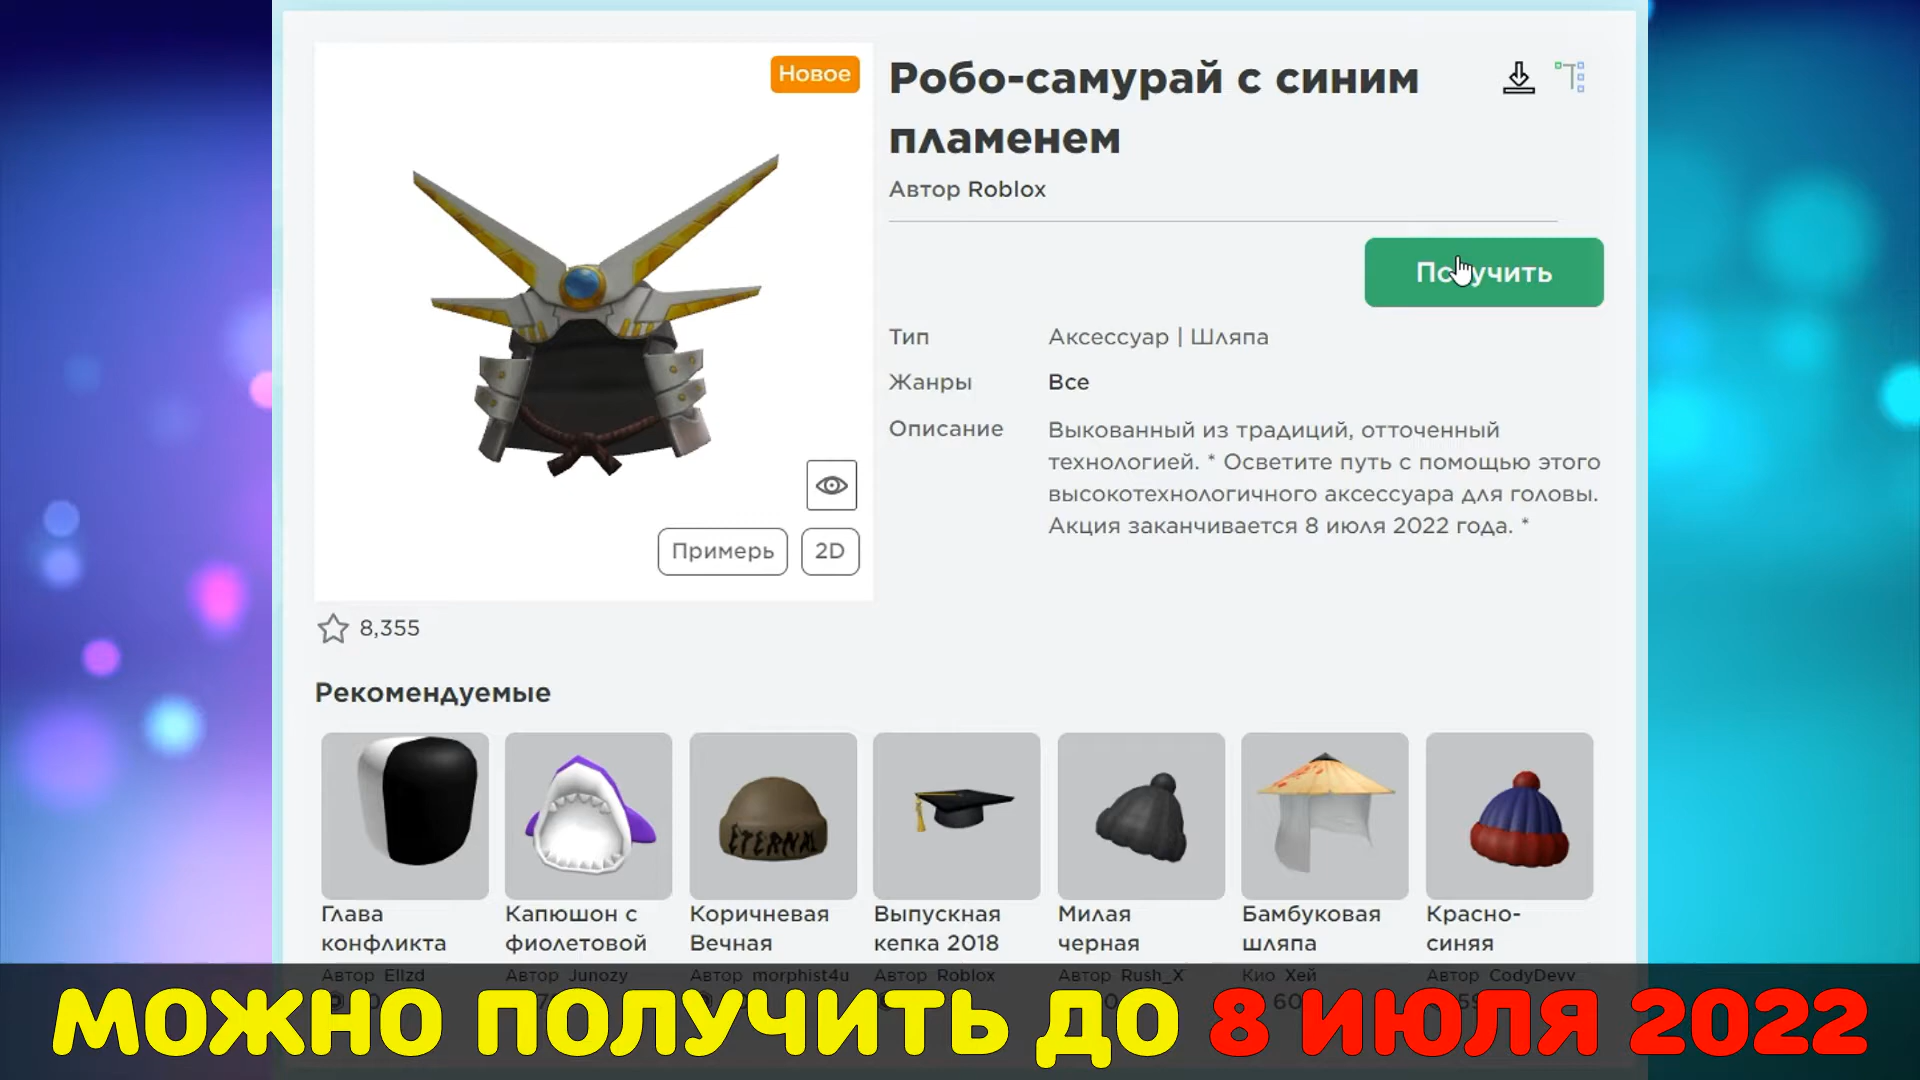 Новое
Робо-самурай с синим
пламенем
Автор Roblox
Получить
Тип Аксессуар | Шляпа
Жанры Все
Описание Выкованный из традиций, отточенный
технологией. * Осветите путь с помощью этого
высокотехнологичного аксессуара для головы.
Акция заканчивается 8 июля 2022 года. *
Примерь 2D
8,355
Рекомендуемые
ETERNAL
Глава
конфликта
Автор Ellzd
Капюшон с
фиолетовой
Автор Junozy
Коричневая
Вечная
Автор morphist4u
Выпускная
кепка 2018
Автор Roblox
Милая
черная
Автор Rush_X
Бамбуковая
шляпа
Кио Хей
Красно-
синяя
Автор CodyDevv
МОЖНО ПОЛУЧИТЬ ДО 8 ИЮЛЯ 2022